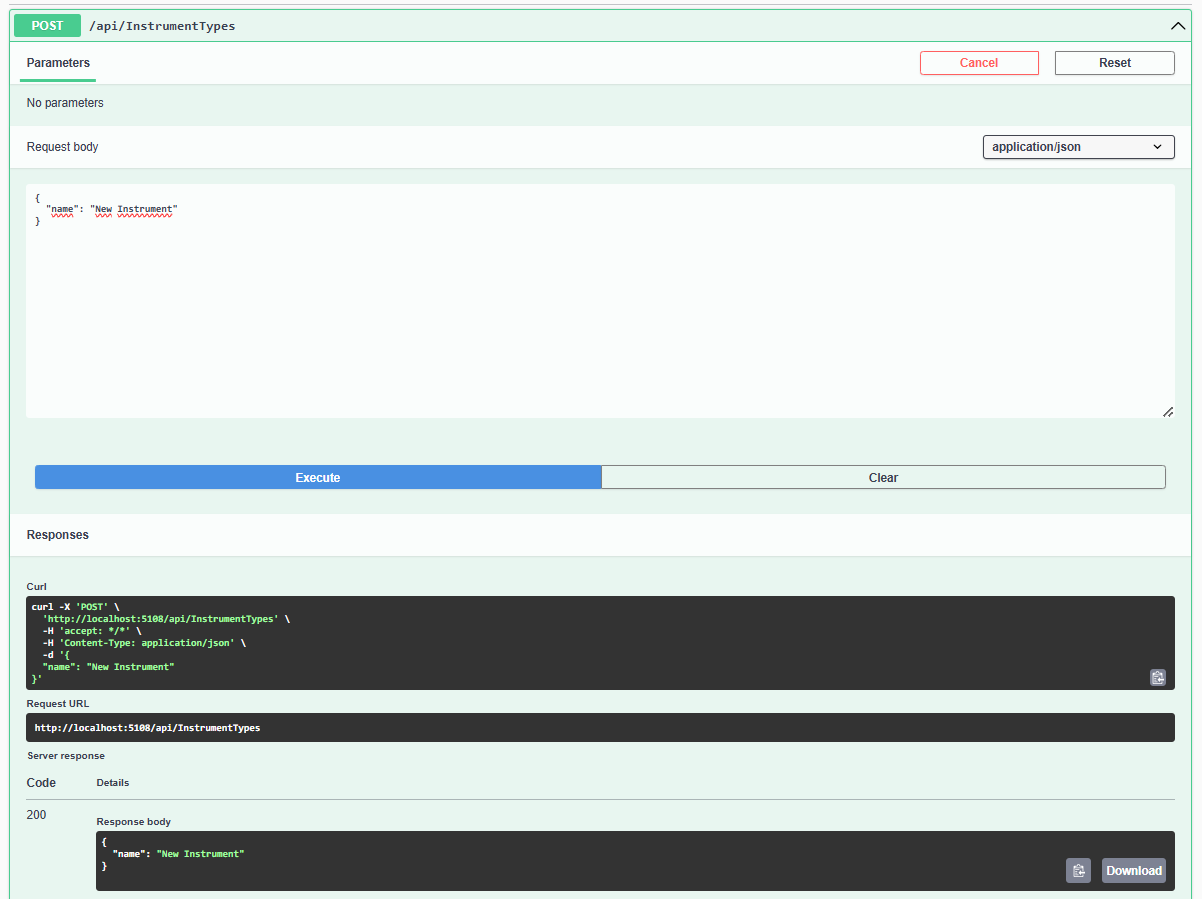 POST /api/InstrumentTypes
Parameters Cancel Reset
No parameters
Request body application/json
{
"name": "New Instrument"
}
Execute Clear
Responses
Curl
curl -X 'POST' \
'http://localhost:5108/api/InstrumentTypes' \
-H 'accept: */*' \
-H 'Content-Type: application/json' \
-d '{
"name": "New Instrument"
}'
Request URL
http://localhost:5108/api/InstrumentTypes
Server response
Code Details
200
Response body
{
"name": "New Instrument"
}
Download